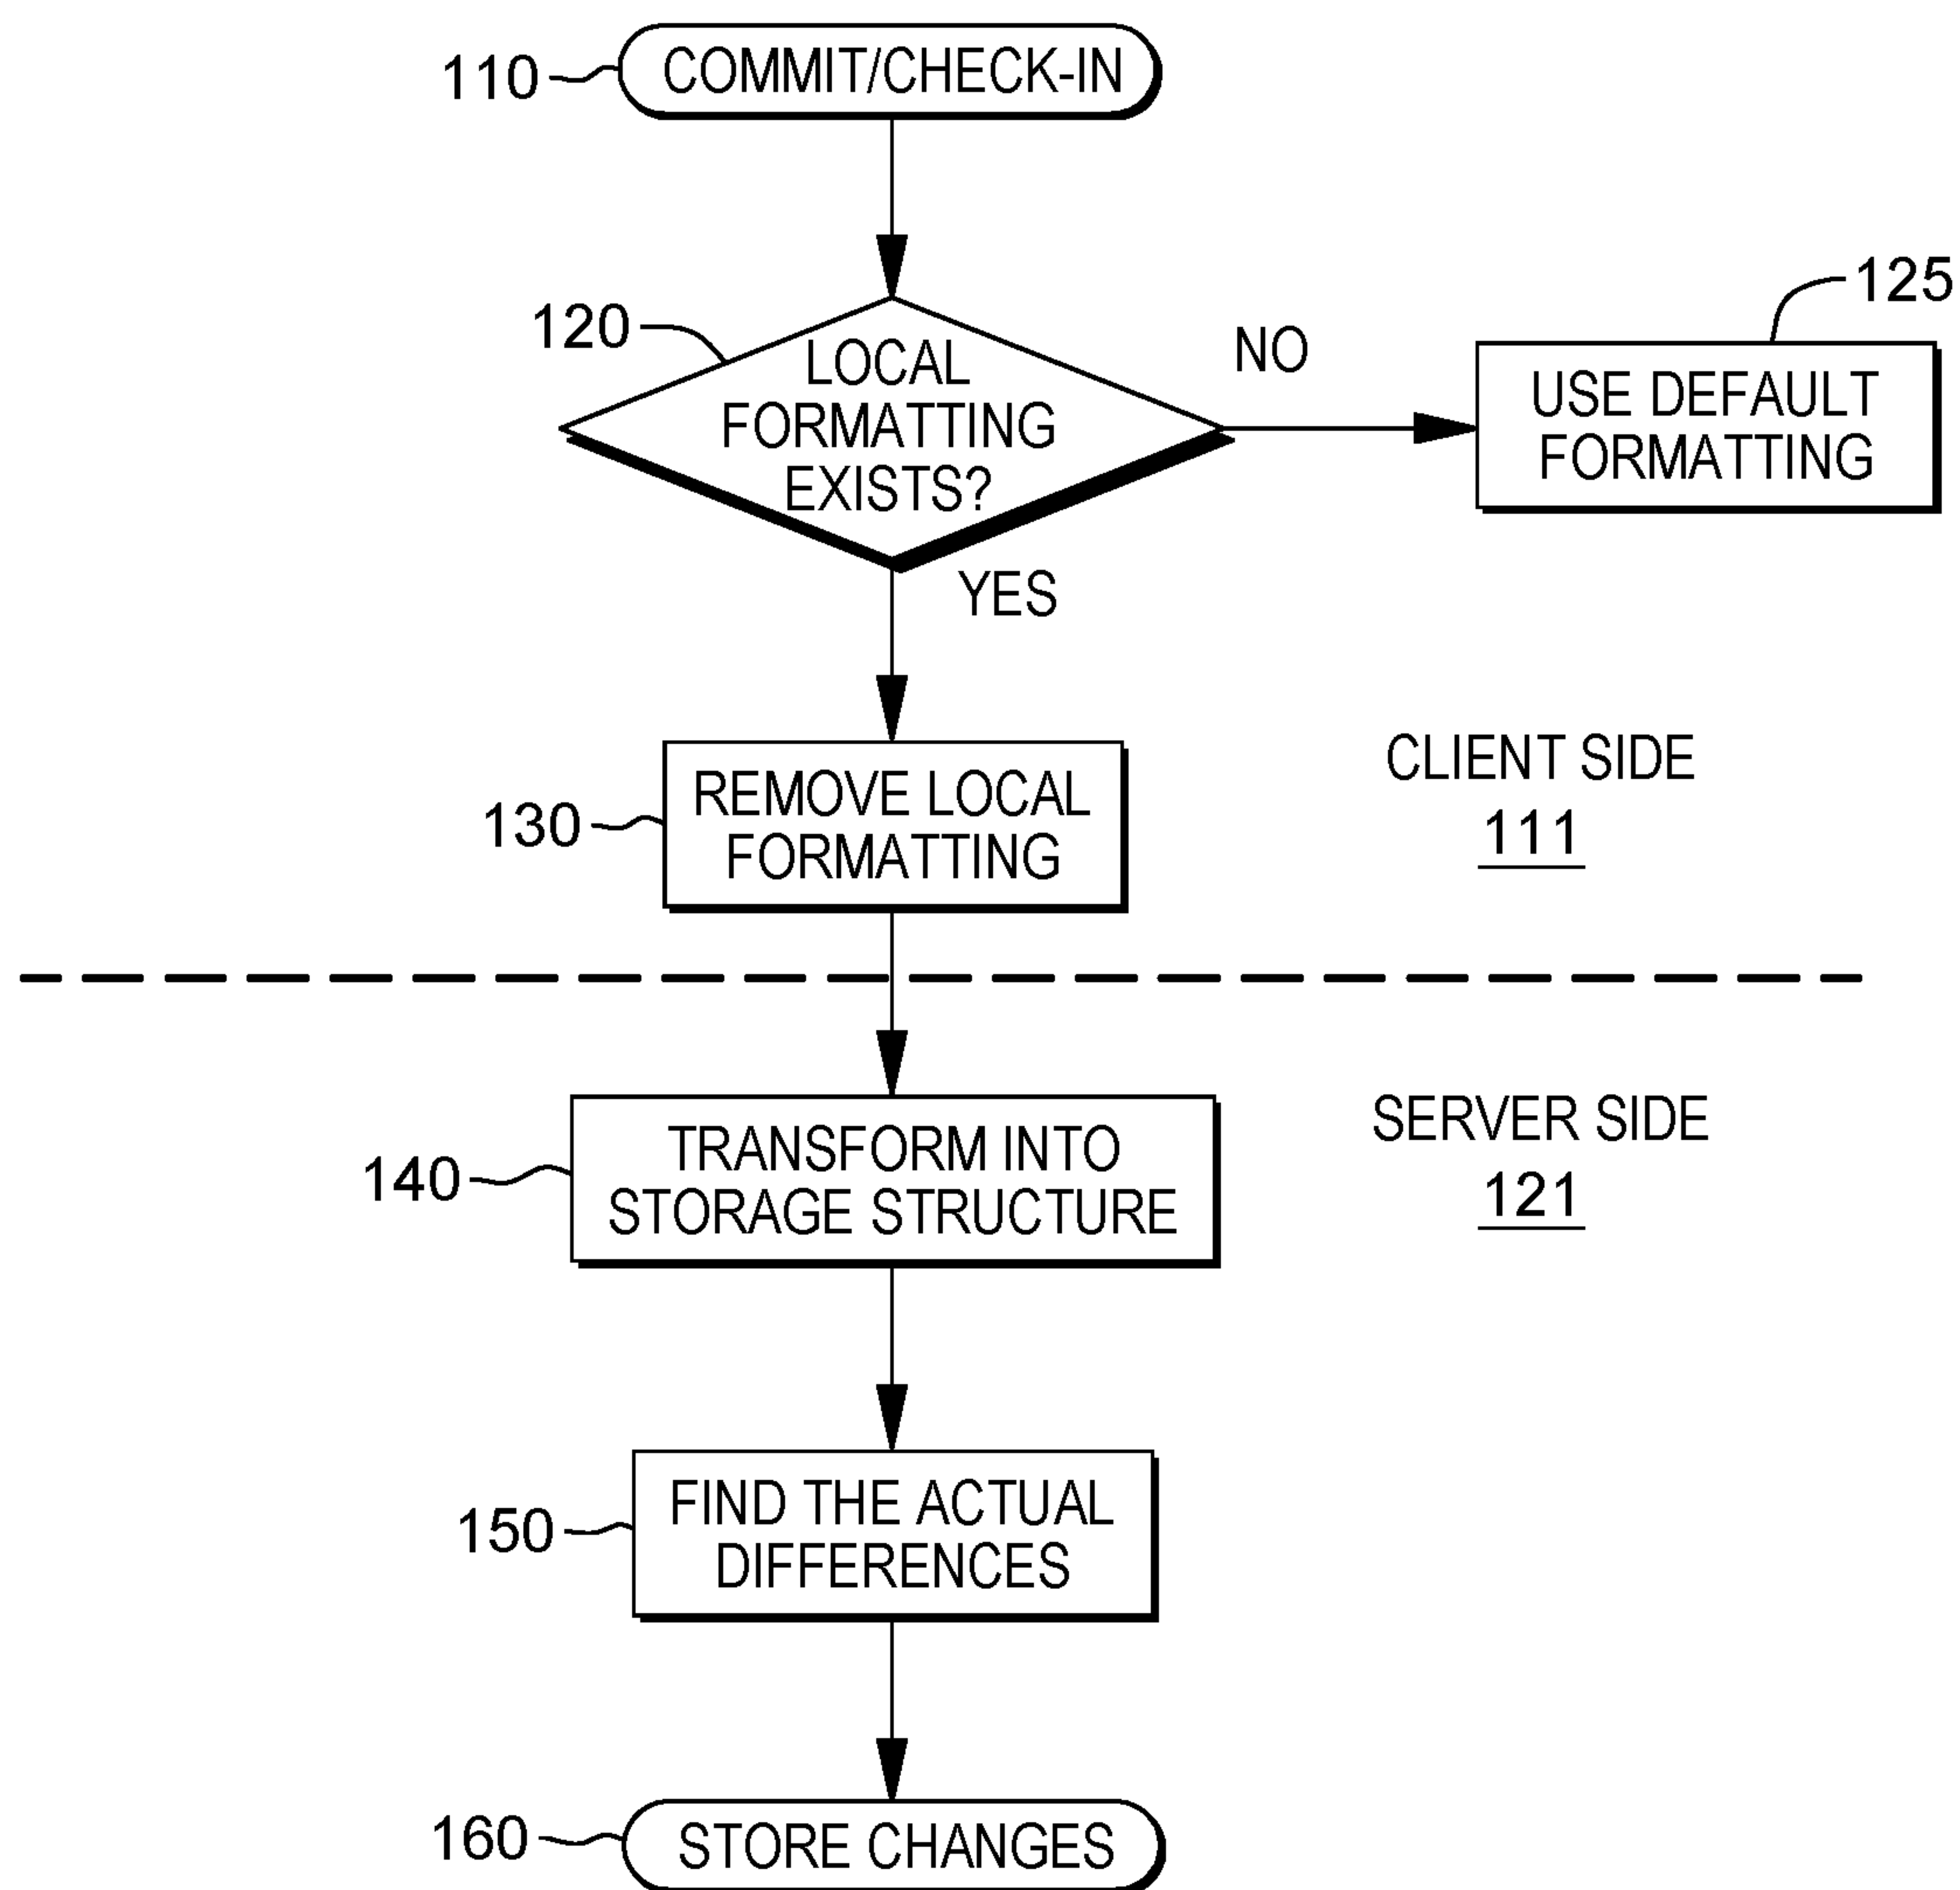 110
COMMIT/CHECK-IN
120
LOCAL
FORMATTING
EXISTS?
NO
125
USE DEFAULT
FORMATTING
YES
130
REMOVE LOCAL
FORMATTING
CLIENT SIDE
111
SERVER SIDE
121
140
TRANSFORM INTO
STORAGE STRUCTURE
150
FIND THE ACTUAL
DIFFERENCES
160
STORE CHANGES